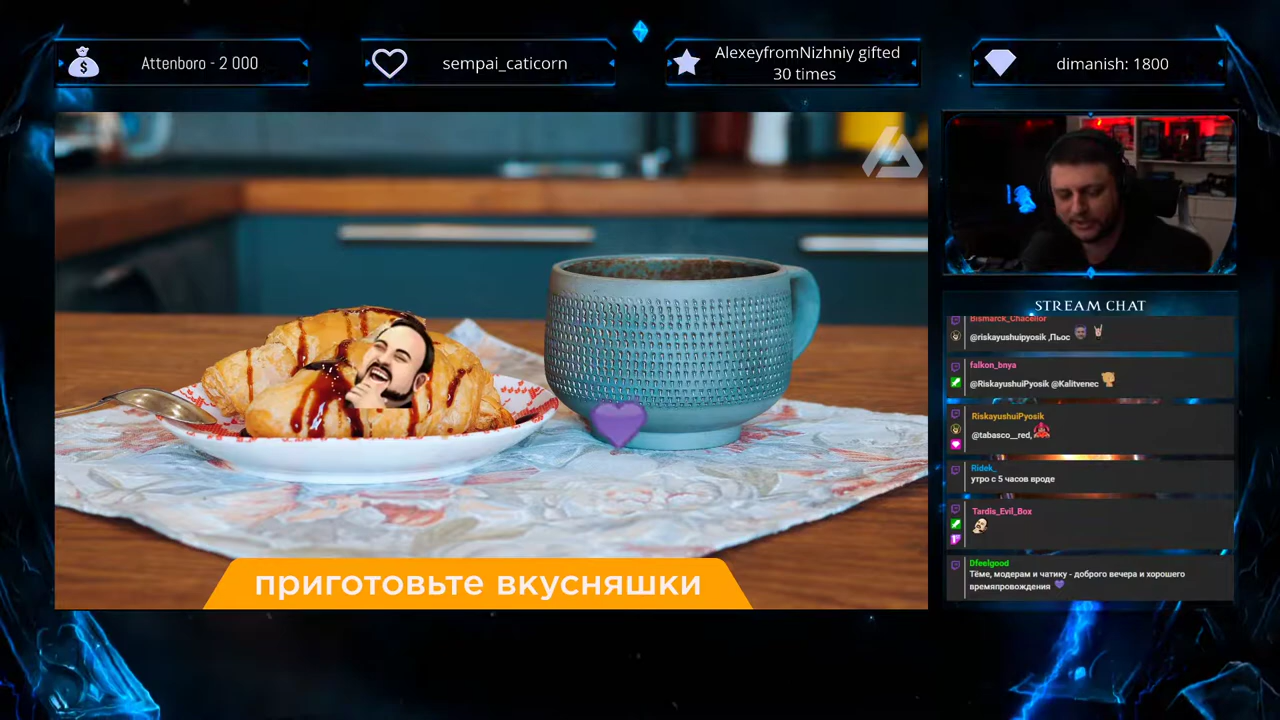 Attenboro - 2 000
sempai_caticorn
AlexeyfromNizhniy gifted
30 times
dimanish: 1800
STREAM CHAT
Bismarck_Chacellor
@riskayushuipyosik ,Пьос
falkon_bnya
@RiskayushuiPyosik @Kalitvenec
RiskayushuiPyosik
@tabasco__red,
Ridek_
утро с 5 часов вроде
Tardis_Evil_Box
Dfeelgood
Тёме, модерам и чатику - доброго вечера и хорошего
времяпровождения
приготовьте вкусняшки